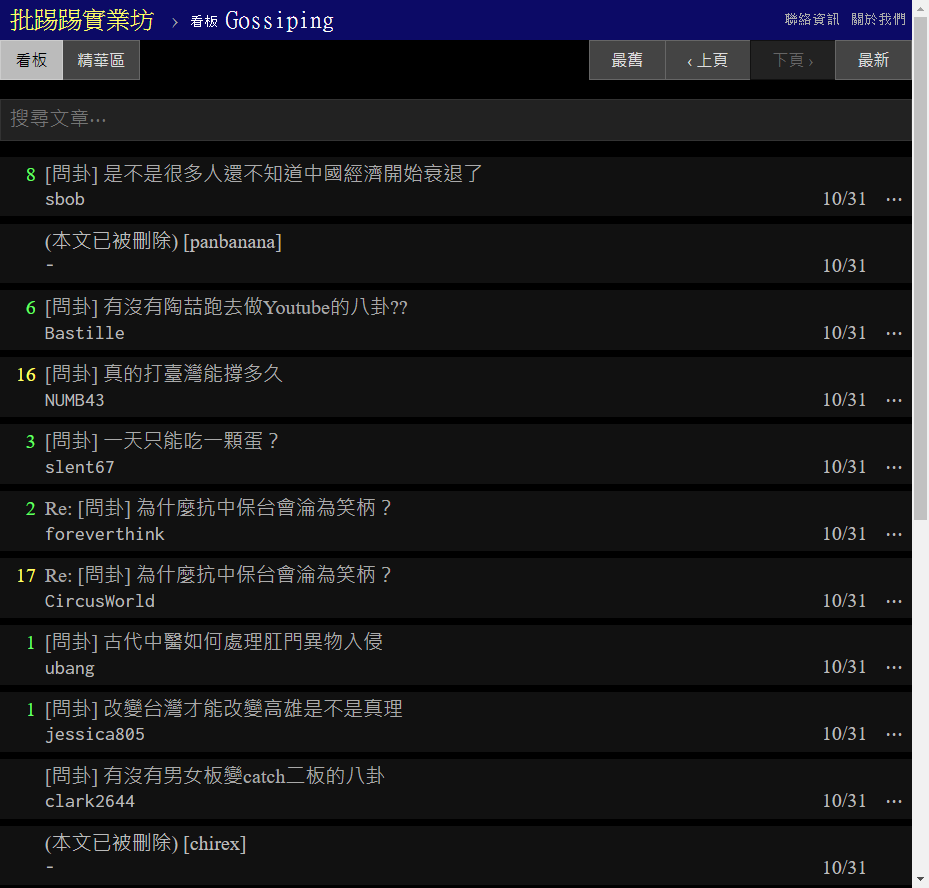 批踢踢實業坊 › 看板 Gossiping 聯絡資訊 關於我們
看板 精華區 最舊 ‹ 上頁 下頁 › 最新
搜尋文章⋯
8 [問卦] 是不是很多人還不知道中國經濟開始衰退了
sbob 10/31 ⋯
(本文已被刪除) [panbanana]
- 10/31
6 [問卦] 有沒有陶喆跑去做Youtube的八卦??
Bastille 10/31 ⋯
16 [問卦] 真的打臺灣能撐多久
NUMB43 10/31 ⋯
3 [問卦] 一天只能吃一顆蛋？
slent67 10/31 ⋯
2 Re: [問卦] 為什麼抗中保台會淪為笑柄？
foreverthink 10/31 ⋯
17 Re: [問卦] 為什麼抗中保台會淪為笑柄？
CircusWorld 10/31 ⋯
1 [問卦] 古代中醫如何處理肛門異物入侵
ubang 10/31 ⋯
1 [問卦] 改變台灣才能改變高雄是不是真理
jessica805 10/31 ⋯
[問卦] 有沒有男女板變catch二板的八卦
clark2644 10/31 ⋯
(本文已被刪除) [chirex]
- 10/31